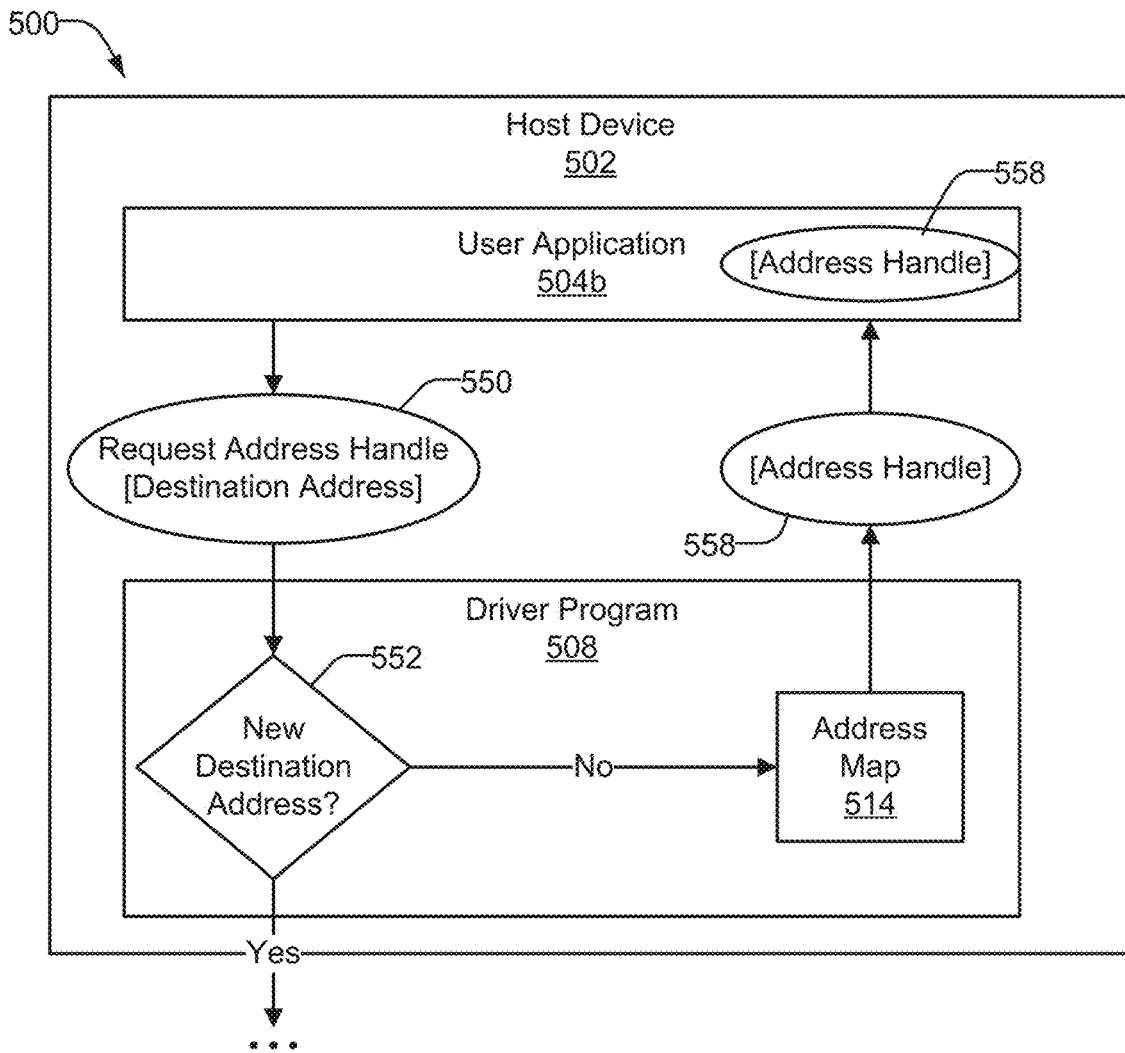 500
Host Device
502
558
User Application
504b
[Address Handle]
550
Request Address Handle
[Destination Address]
[Address Handle]
558
Driver Program
508
552
New
Destination
Address?
No
Address
Map
514
Yes
...